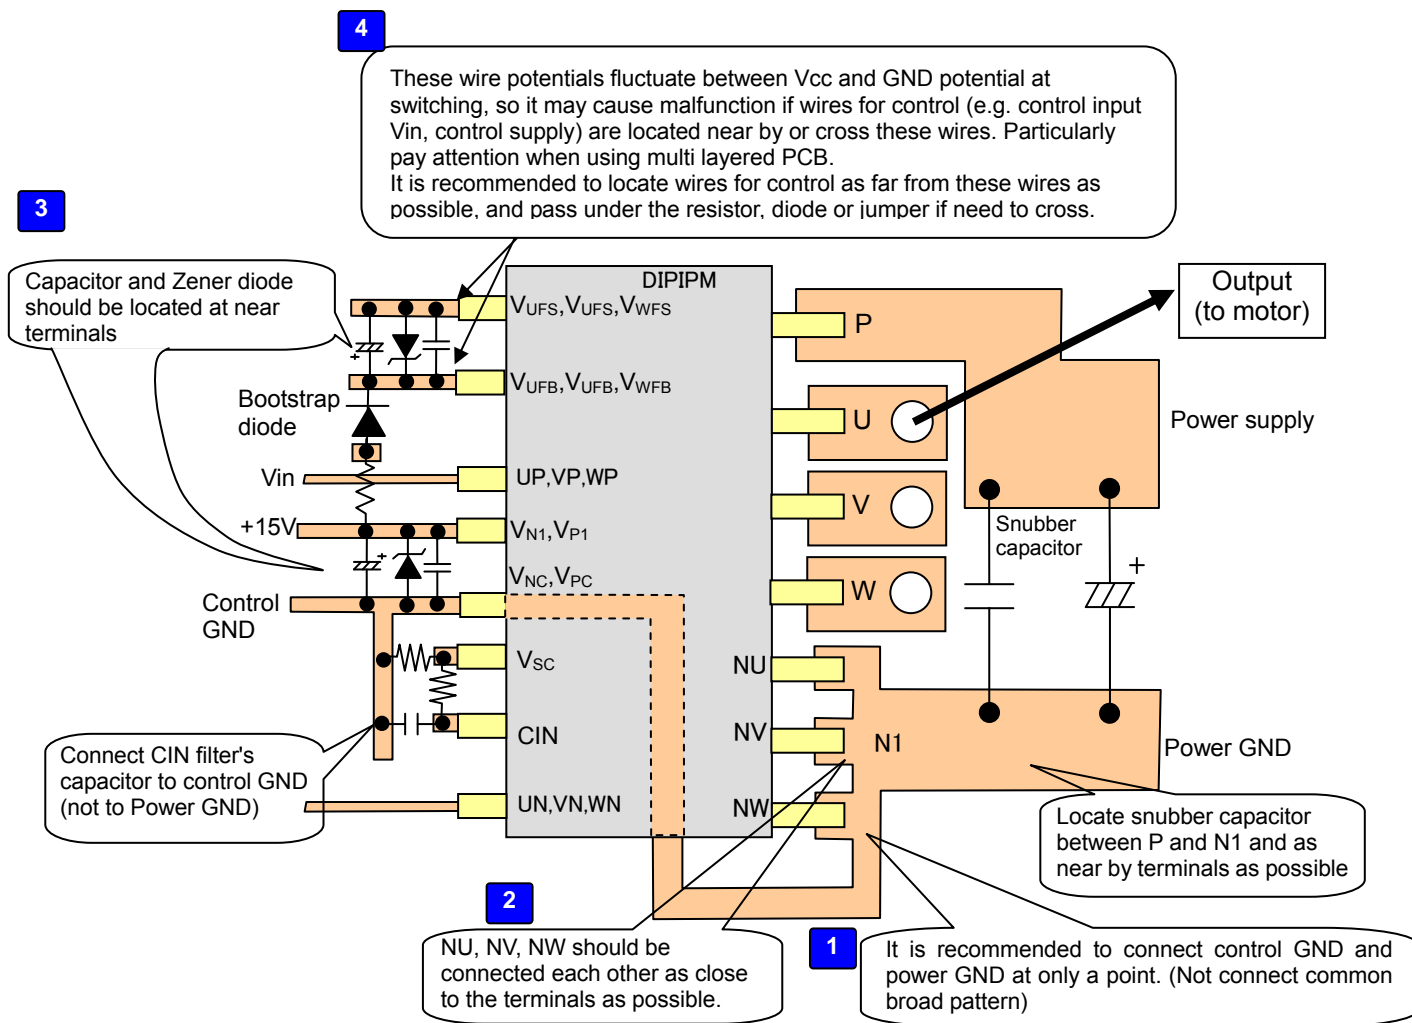 4
These wire potentials fluctuate between Vcc and GND potential at
switching, so it may cause malfunction if wires for control (e.g. control input
Vin, control supply) are located near by or cross these wires. Particularly
pay attention when using multi layered PCB.
It is recommended to locate wires for control as far from these wires as
possible, and pass under the resistor, diode or jumper if need to cross.
3
Capacitor and Zener diode
should be located at near
terminals
DIPIPM
VUFS,VUFS,VWFS
VUFB,VUFB,VWFB
Bootstrap
diode
Vin
UP,VP,WP
+15V
VN1,VP1
VNC,VPC
Control
GND
VSC
CIN
UN,VN,WN
Connect CIN filter's
capacitor to control GND
(not to Power GND)
P
U
V
W
NU
NV
NW
N1
Output
(to motor)
Power supply
Snubber
capacitor
+
+
+
Power GND
Locate snubber capacitor
between P and N1 and as
near by terminals as possible
2
NU, NV, NW should be
connected each other as close
to the terminals as possible.
1
It is recommended to connect control GND and
power GND at only a point. (Not connect common
broad pattern)